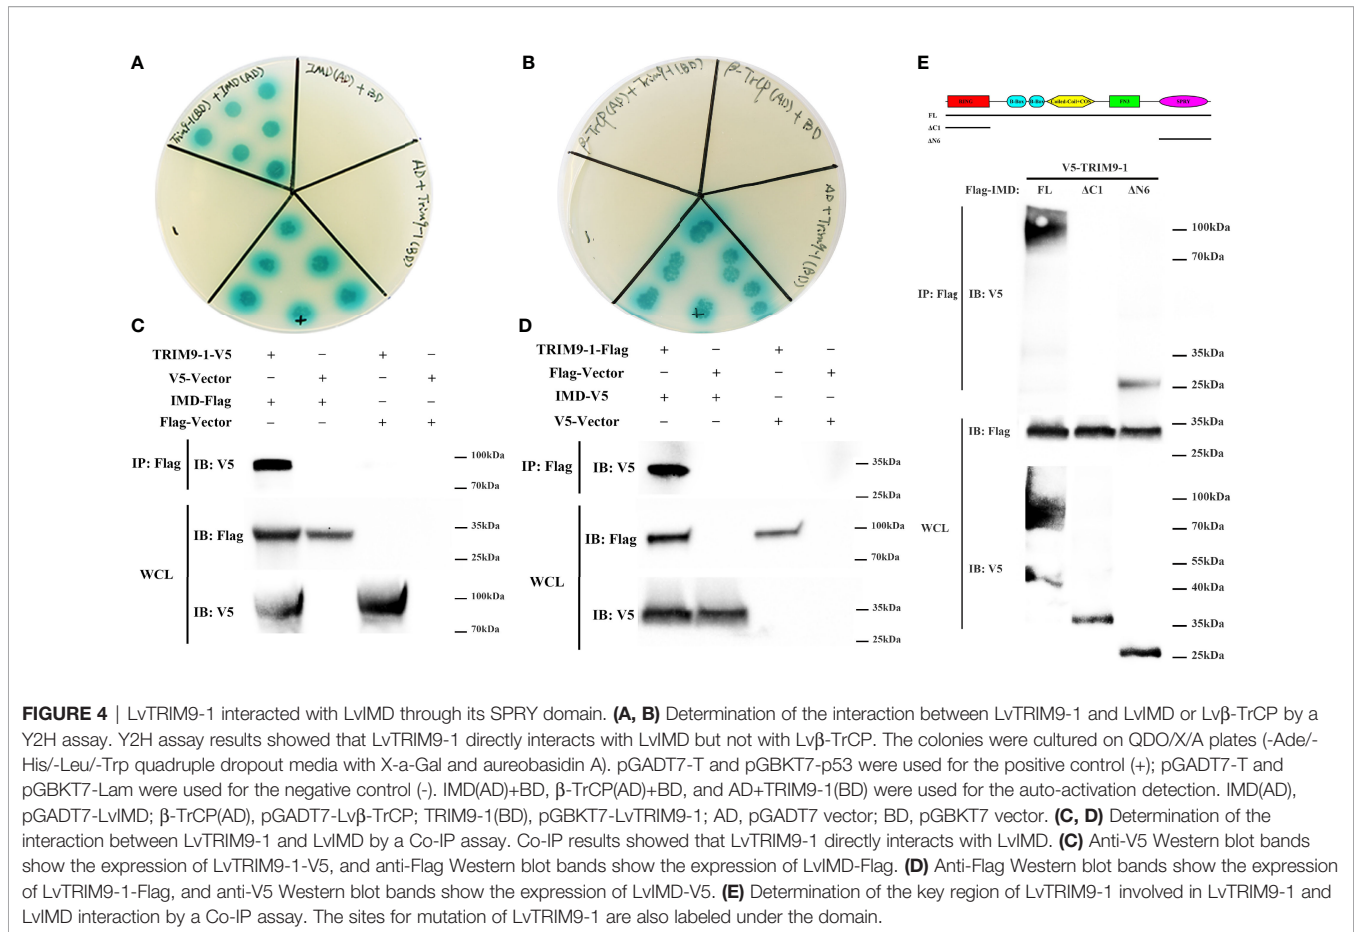 A
Trim9-1(BD) + IMD(AD)
IMD(AD) + BD
AD + Trim9-1(BD)
-
+
B
β-TrCP(AD) + Trim9-1(BD)
β-TrCP(AD) + BD
AD + Trim9-1(BD)
-
+
C
TRIM9-1-V5 + – + –
V5-Vector – + – +
IMD-Flag + + – –
Flag-Vector – – + +
IP: Flag IB: V5 100kDa
70kDa
WCL
IB: Flag 35kDa
25kDa
IB: V5 100kDa
70kDa
D
TRIM9-1-Flag + – + –
Flag-Vector – + – +
IMD-V5 + + – –
V5-Vector – – + +
IP: Flag IB: V5 35kDa
25kDa
WCL
IB: Flag 100kDa
70kDa
IB: V5 35kDa
25kDa
E
RING B-Box B-Box Coiled-Coil+COS FN3 SPRY
FL
ΔC1
ΔN6
V5-TRIM9-1
Flag-IMD: FL ΔC1 ΔN6
IP: Flag IB: V5
100kDa
70kDa
35kDa
25kDa
WCL
IB: Flag 35kDa
25kDa
IB: V5
100kDa
70kDa
55kDa
40kDa
35kDa
25kDa
FIGURE 4 | LvTRIM9-1 interacted with LvIMD through its SPRY domain. (A, B) Determination of the interaction between LvTRIM9-1 and LvIMD or Lvβ-TrCP by a
Y2H assay. Y2H assay results showed that LvTRIM9-1 directly interacts with LvIMD but not with Lvβ-TrCP. The colonies were cultured on QDO/X/A plates (-Ade/-
His/-Leu/-Trp quadruple dropout media with X-a-Gal and aureobasidin A). pGADT7-T and pGBKT7-p53 were used for the positive control (+); pGADT7-T and
pGBKT7-Lam were used for the negative control (-). IMD(AD)+BD, β-TrCP(AD)+BD, and AD+TRIM9-1(BD) were used for the auto-activation detection. IMD(AD),
pGADT7-LvIMD; β-TrCP(AD), pGADT7-Lvβ-TrCP; TRIM9-1(BD), pGBKT7-LvTRIM9-1; AD, pGADT7 vector; BD, pGBKT7 vector. (C, D) Determination of the
interaction between LvTRIM9-1 and LvIMD by a Co-IP assay. Co-IP results showed that LvTRIM9-1 directly interacts with LvIMD. (C) Anti-V5 Western blot bands
show the expression of LvTRIM9-1-V5, and anti-Flag Western blot bands show the expression of LvIMD-Flag. (D) Anti-Flag Western blot bands show the expression
of LvTRIM9-1-Flag, and anti-V5 Western blot bands show the expression of LvIMD-V5. (E) Determination of the key region of LvTRIM9-1 involved in LvTRIM9-1 and
LvIMD interaction by a Co-IP assay. The sites for mutation of LvTRIM9-1 are also labeled under the domain.